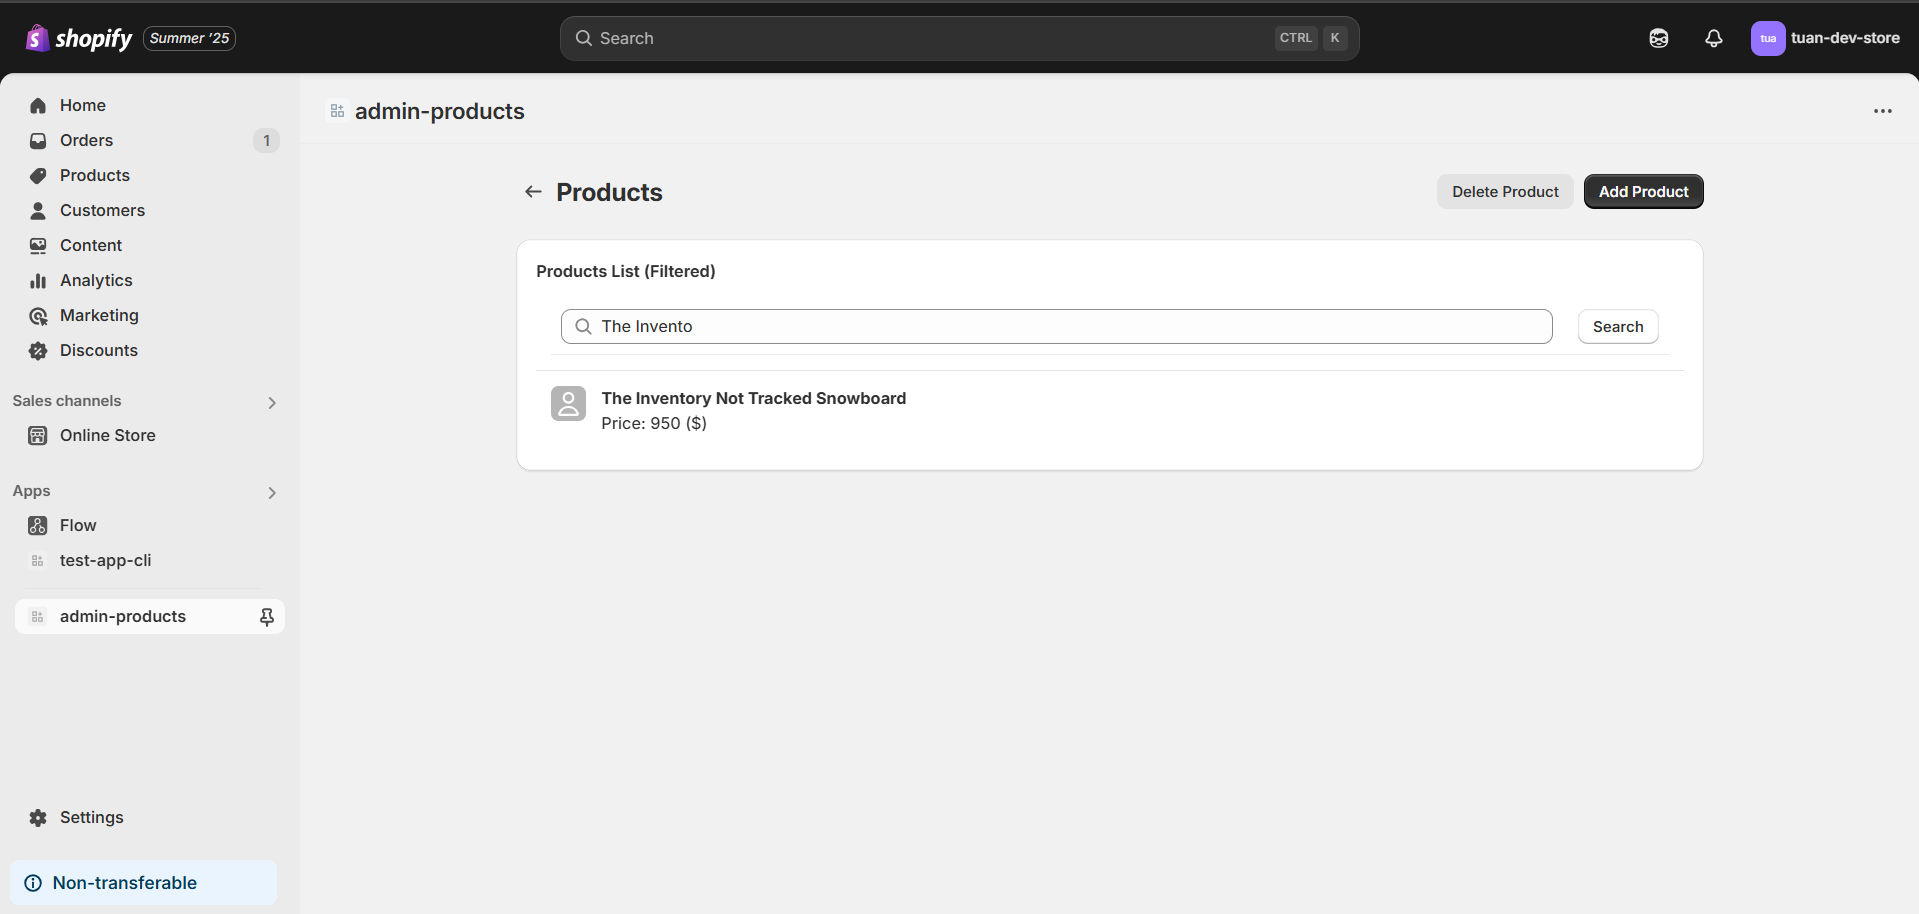 shopify Summer '25
Search CTRL K
tua tuan-dev-store
Home
Orders 1
Products
Customers
Content
Analytics
Marketing
Discounts
Sales channels
Online Store
Apps
Flow
test-app-cli
admin-products
Settings
Non-transferable
admin-products
Products
Delete Product Add Product
Products List (Filtered)
The Invento Search
The Inventory Not Tracked Snowboard
Price: 950 ($)